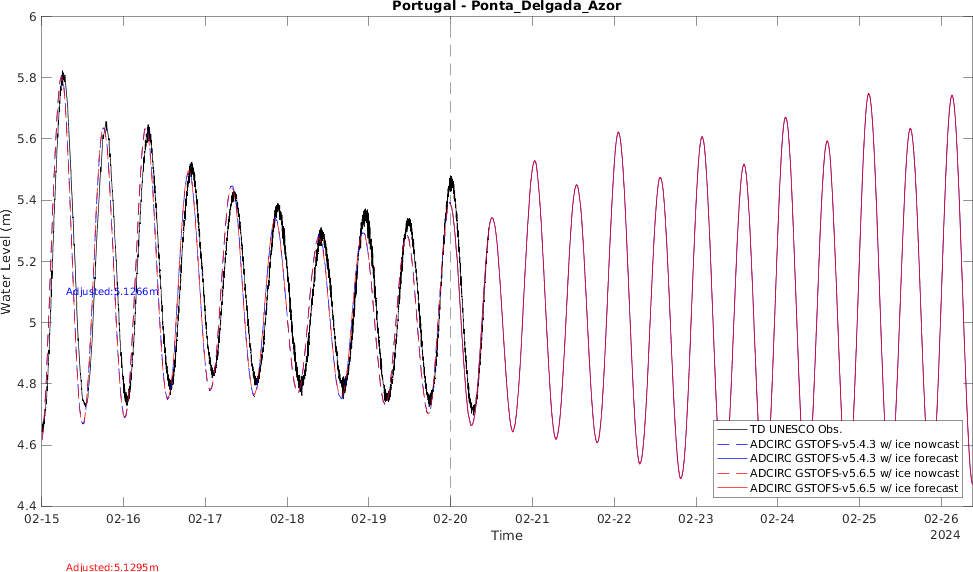 Portugal - Ponta_Delgada_Azor
6
5.8
5.6
5.4
5.2
5
4.8
4.6
4.4
Water Level (m)
Adjusted:5.1266m
TD UNESCO Obs.
ADCIRC GSTOFS-v5.4.3 w/ ice nowcast
ADCIRC GSTOFS-v5.4.3 w/ ice forecast
ADCIRC GSTOFS-v5.6.5 w/ ice nowcast
ADCIRC GSTOFS-v5.6.5 w/ ice forecast
02-15 02-16 02-17 02-18 02-19 02-20 02-21 02-22 02-23 02-24 02-25 02-26
Time
2024
Adjusted:5.1295m